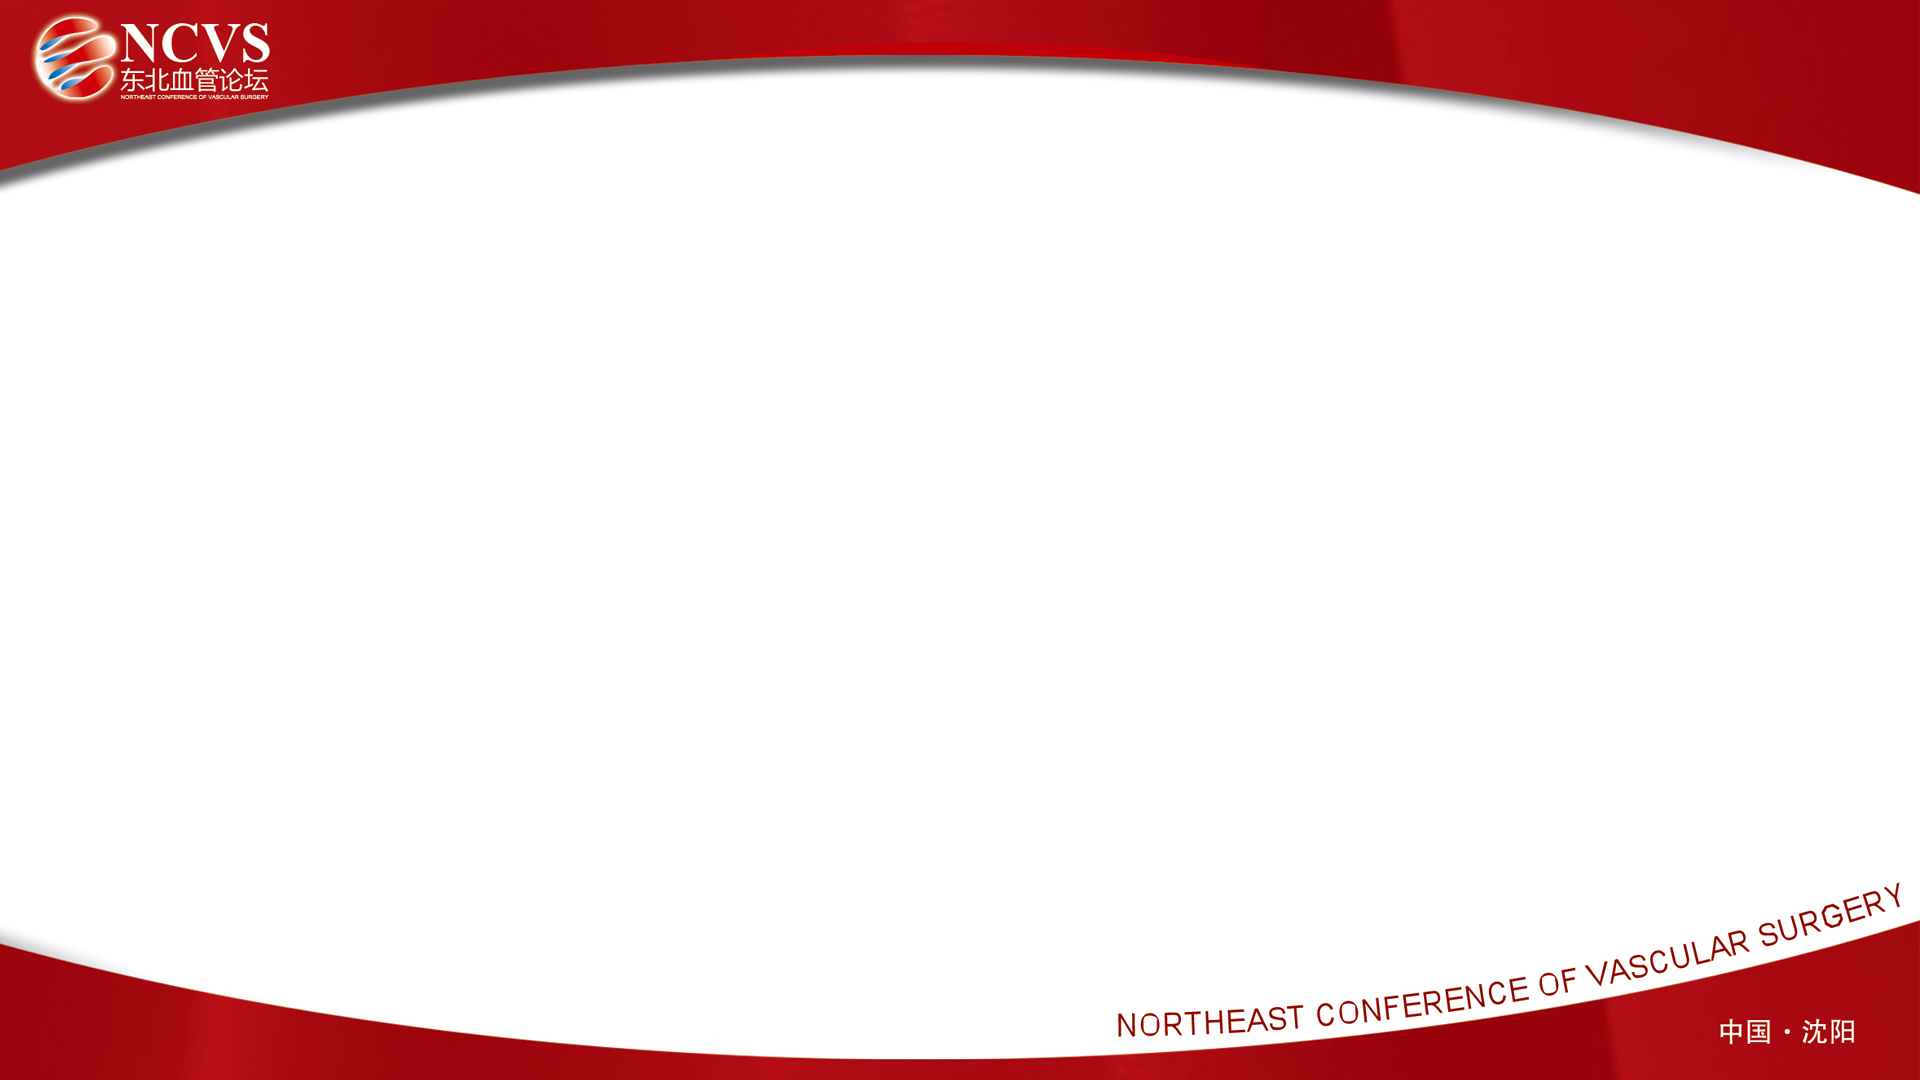 NCVS
东北血管论坛
NORTHEAST CONFERENCE OF VASCULAR SURGERY
NORTHEAST CONFERENCE OF VASCULAR SURGERY
中国·沈阳